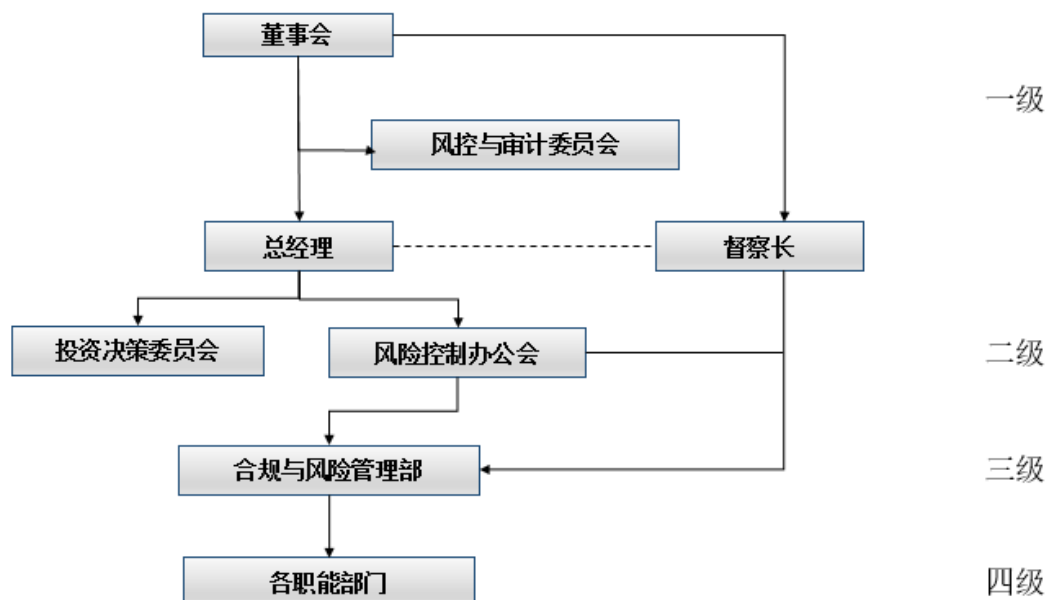 董事会
一级
风控与审计委员会
总经理
督察长
投资决策委员会
风险控制办公会
二级
合规与风险管理部
三级
各职能部门
四级